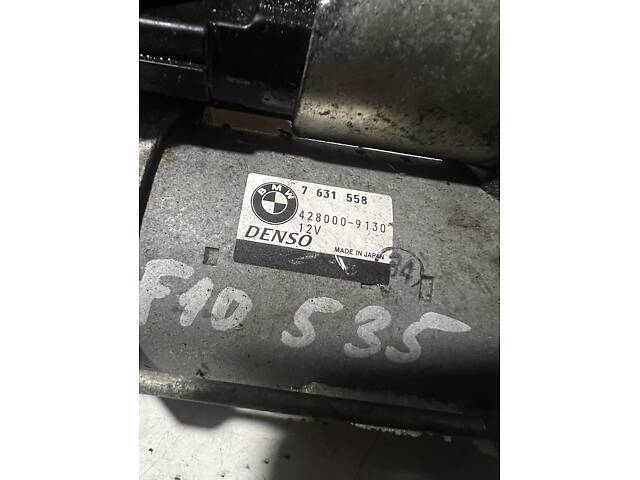 BMW
7 631 558
428000-9130
12V
DENSO
MADE IN JAPAN
34
F10 535